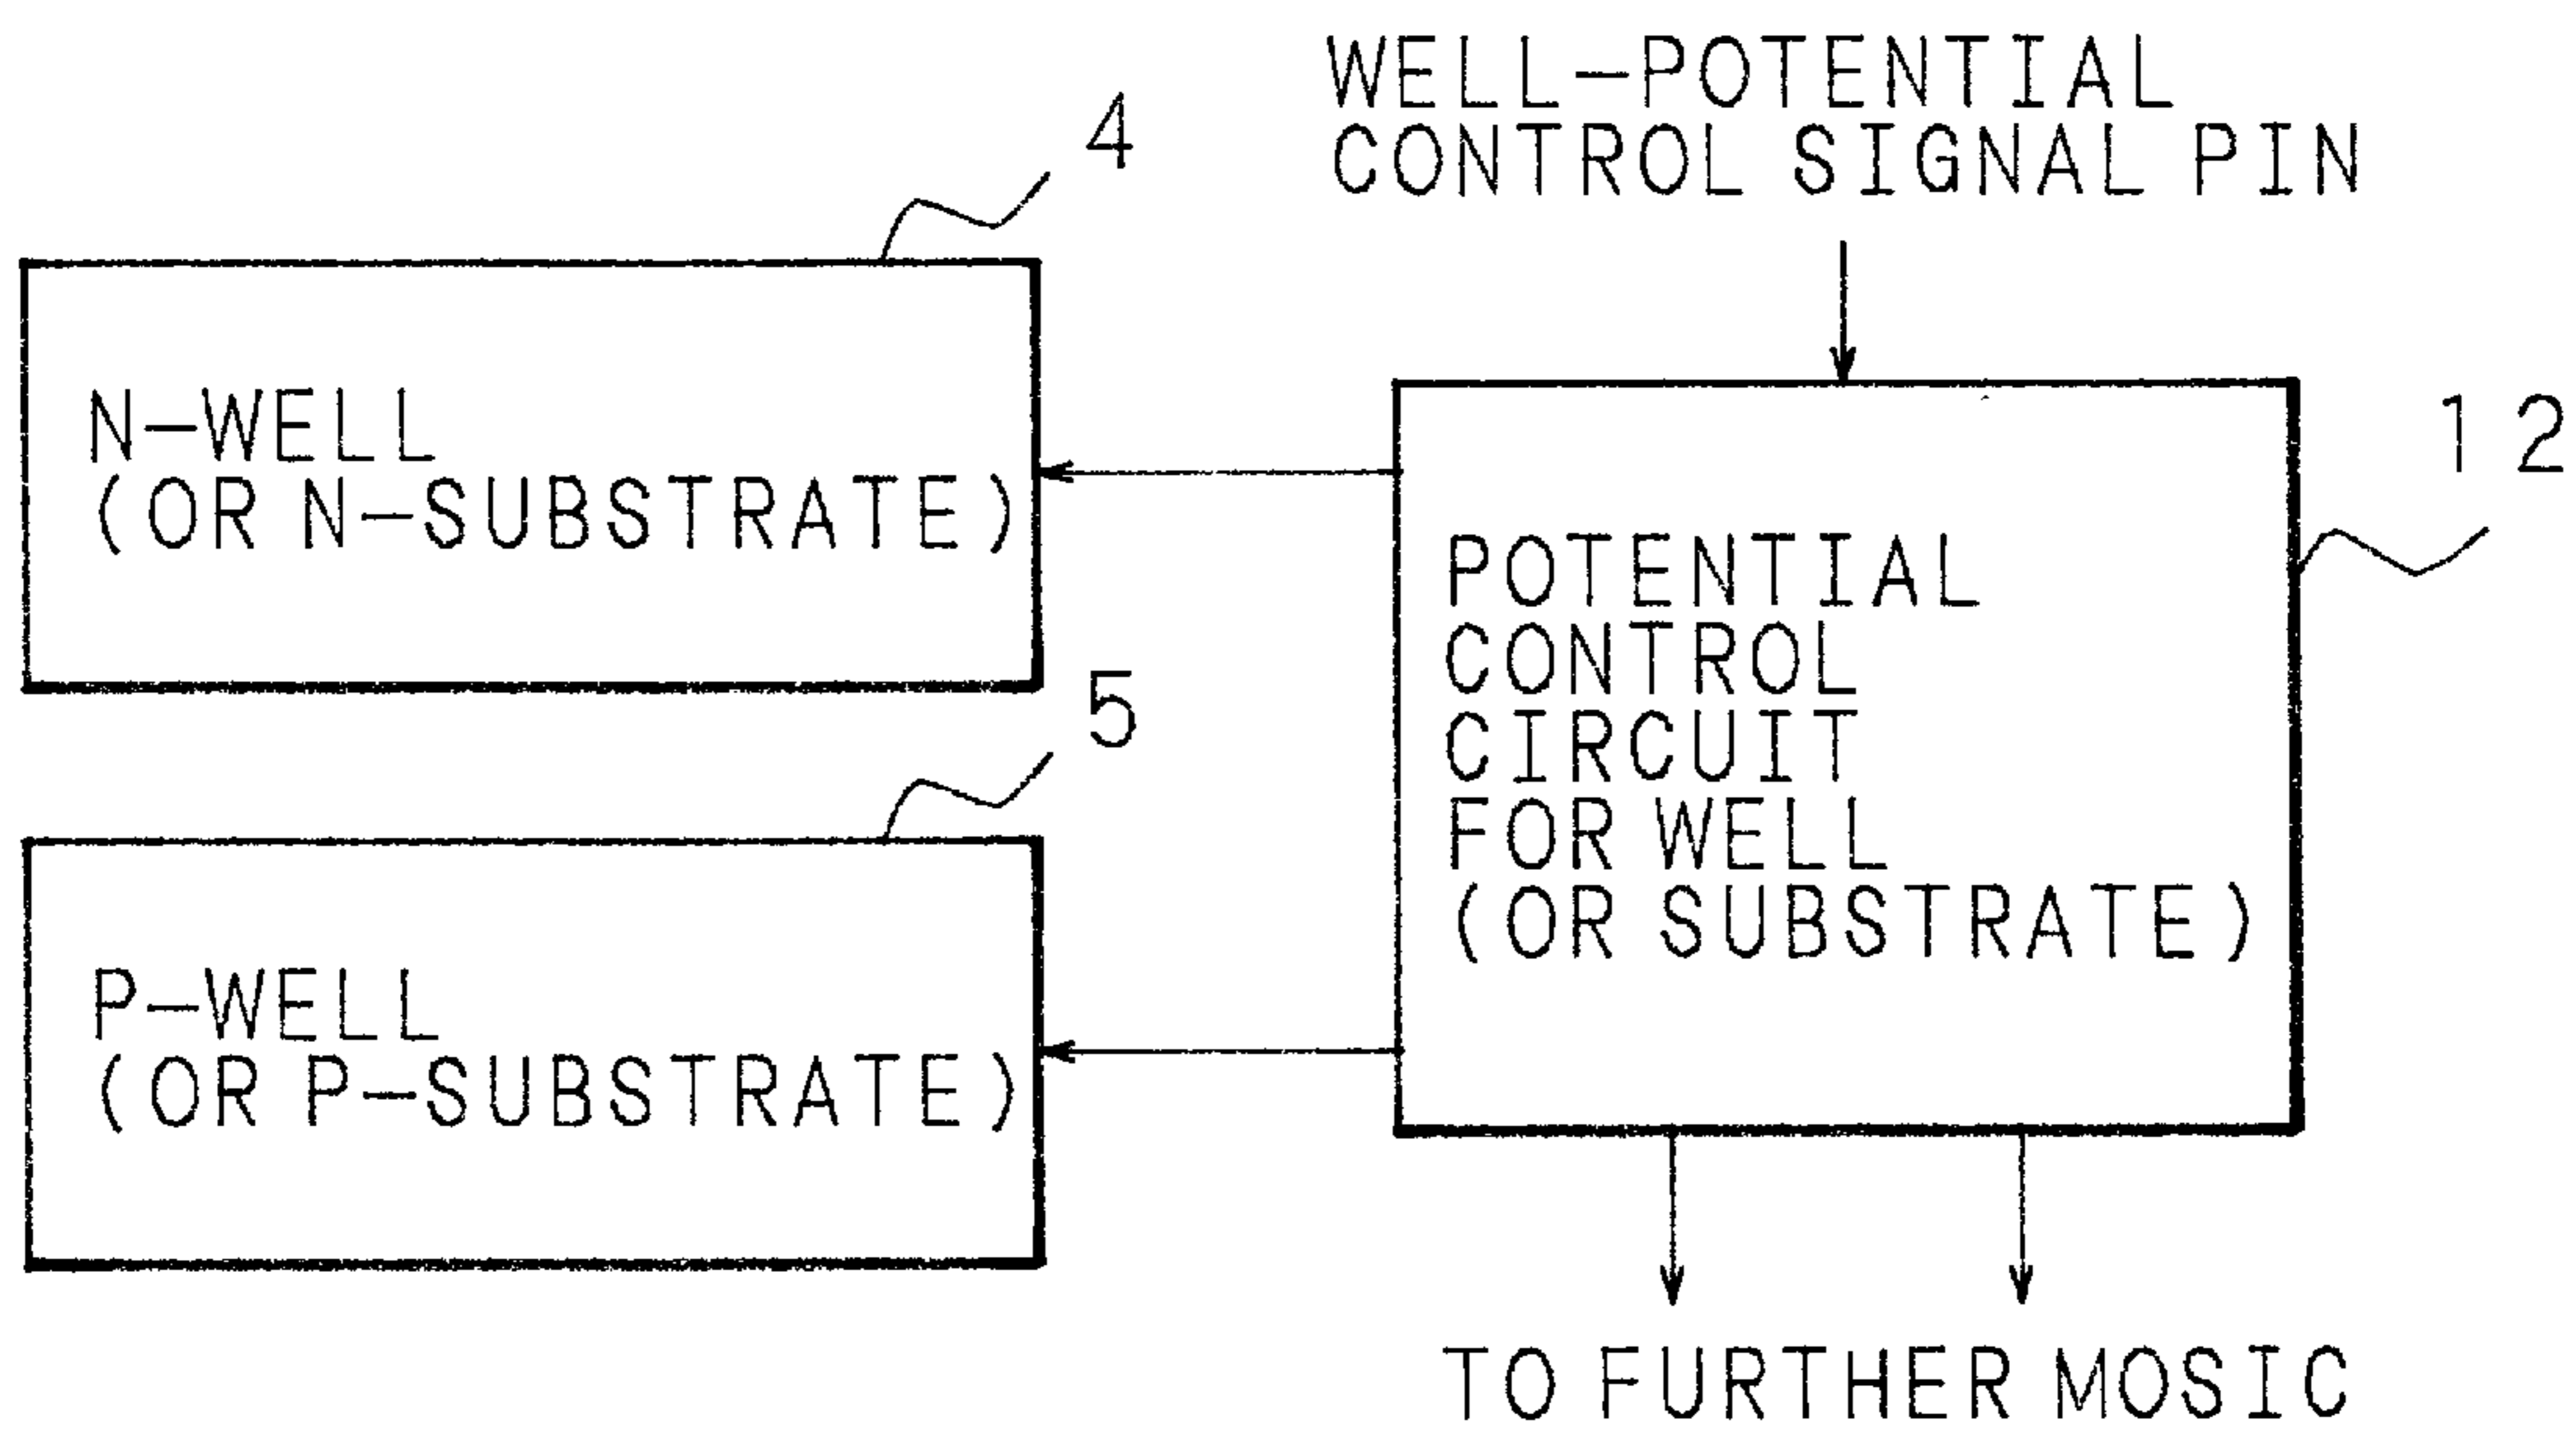 WELL-POTENTIAL
CONTROL SIGNAL PIN
4
N-WELL
(OR N-SUBSTRATE)
12
POTENTIAL
CONTROL
CIRCUIT
FOR WELL
(OR SUBSTRATE)
5
P-WELL
(OR P-SUBSTRATE)
TO FURTHER MOSIC